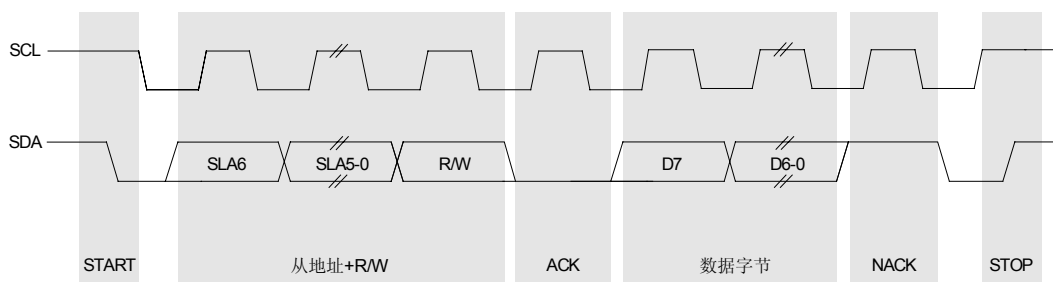 SCL
SDA
SLA6 SLA5-0 R/W D7 D6-0
START 从地址+R/W ACK 数据字节 NACK STOP